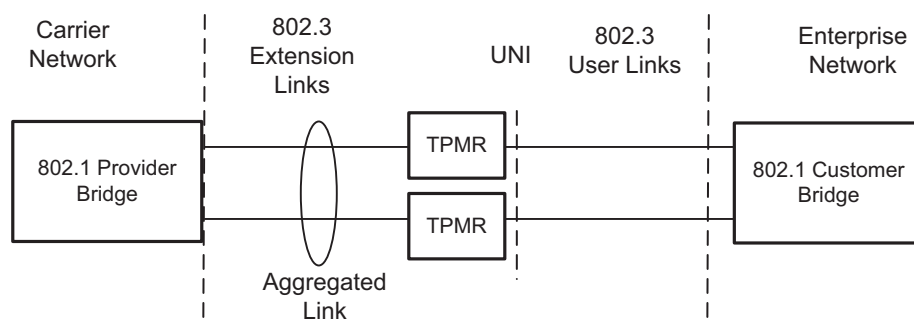 Carrier
Network
802.3
Extension
Links
UNI
802.3
User Links
Enterprise
Network
802.1 Provider
Bridge
TPMR
TPMR
802.1 Customer
Bridge
Aggregated
Link